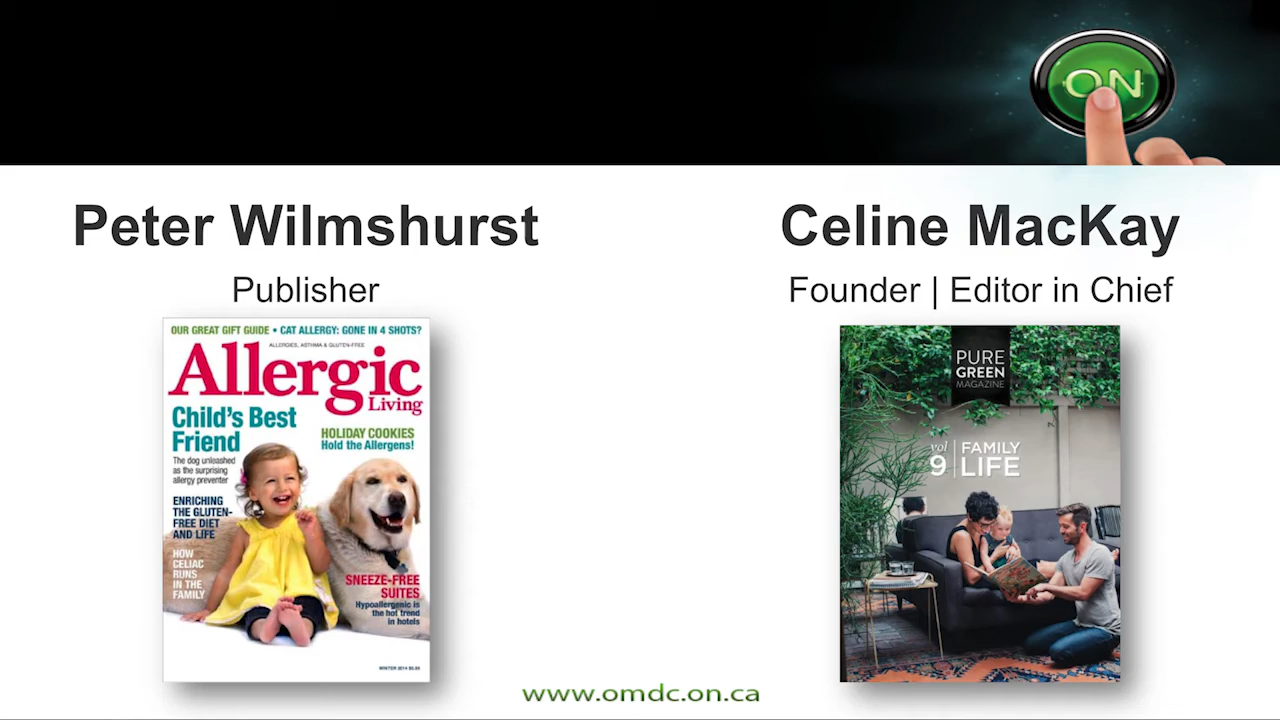 ON
Peter Wilmshurst
Publisher
OUR GREAT GIFT GUIDE • CAT ALLERGY: GONE IN 4 SHOTS?
ALLERGIES, ASTHMA & GLUTEN-FREE
Allergic
Living
Child's Best
Friend
The dog unleashed
as the surprising
allergy preventer
HOLIDAY COOKIES
Hold the Allergens!
ENRICHING
THE GLUTEN-
FREE DIET
AND LIFE
HOW
CELIAC
RUNS
IN THE
FAMILY
SNEEZE-FREE
SUITES
Hypoallergenic is
the hot trend
in hotels
WINTER 2014
Celine MacKay
Founder | Editor in Chief
PURE
GREEN
MAGAZINE
vol
9
FAMILY
LIFE
www.omdc.on.ca